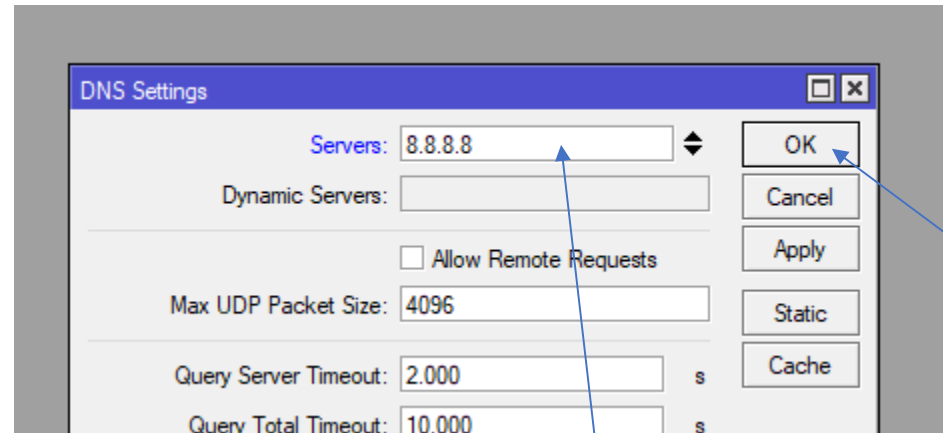 DNS Settings
Servers: 8.8.8.8 OK
Dynamic Servers: Cancel
Allow Remote Requests Apply
Max UDP Packet Size: 4096 Static
Query Server Timeout: 2.000 s Cache
Query Total Timeout: 10.000 s